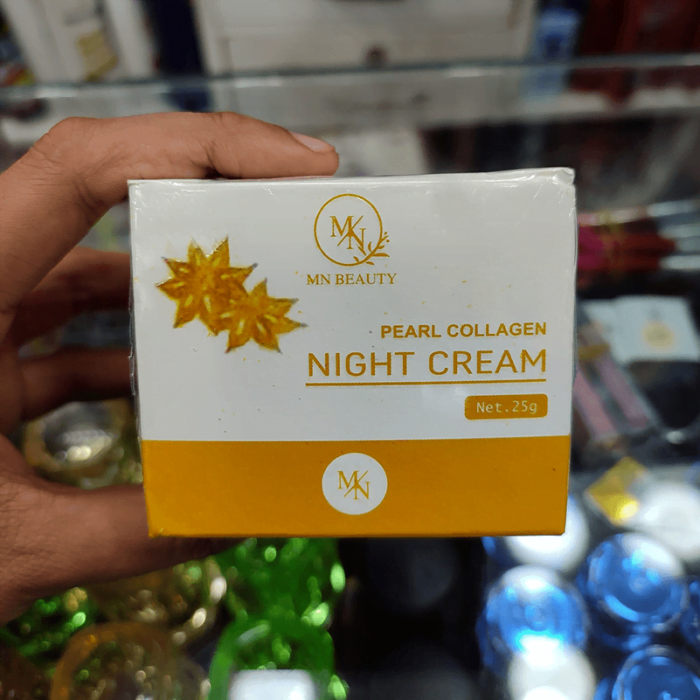 MN
MN BEAUTY
PEARL COLLAGEN
NIGHT CREAM
Net.25g
MN